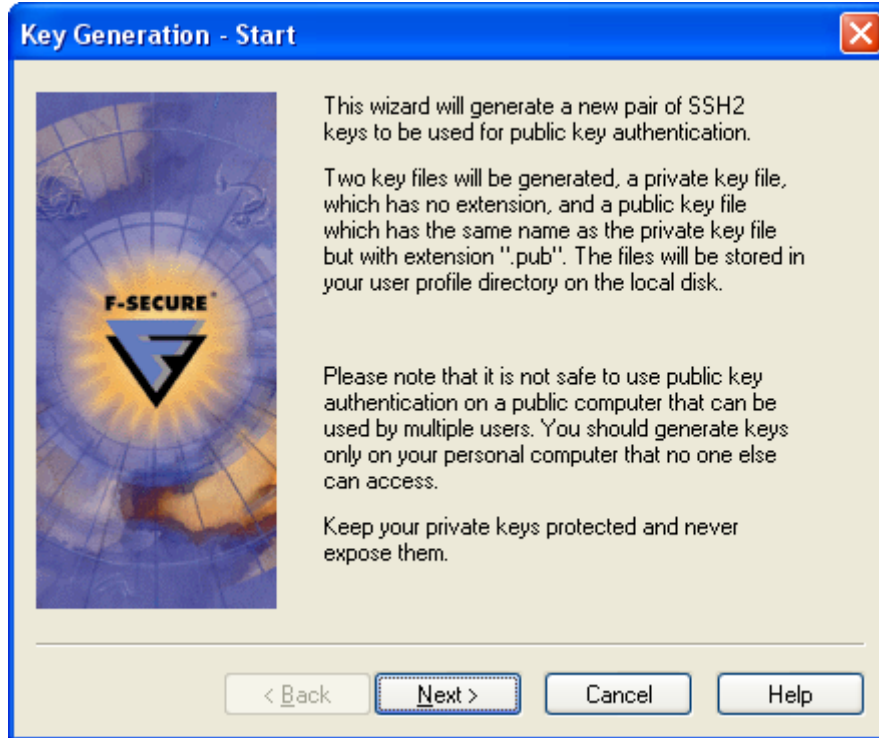 Key Generation - Start
This wizard will generate a new pair of SSH2
keys to be used for public key authentication.
Two key files will be generated, a private key file,
which has no extension, and a public key file
which has the same name as the private key file
but with extension ".pub". The files will be stored in
your user profile directory on the local disk.
F-SECURE®
Please note that it is not safe to use public key
authentication on a public computer that can be
used by multiple users. You should generate keys
only on your personal computer that no one else
can access.
Keep your private keys protected and never
expose them.
< Back
Next >
Cancel
Help